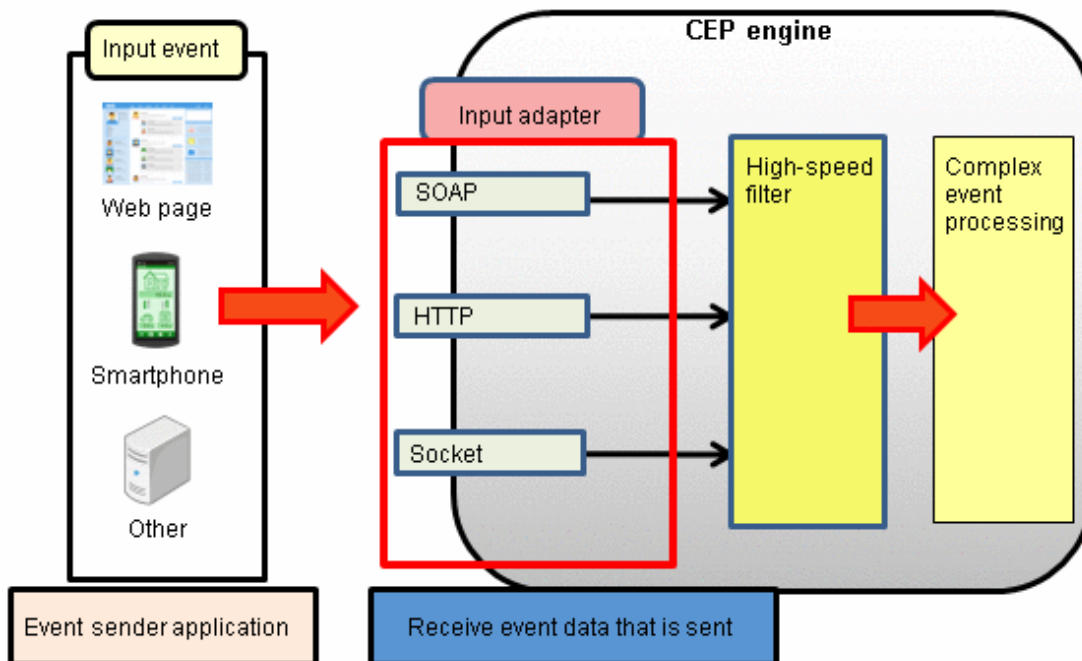 CEP engine
Input event
Web page
Smartphone
Other
Input adapter
SOAP
HTTP
Socket
High-speed
filter
Complex
event
processing
Event sender application
Receive event data that is sent